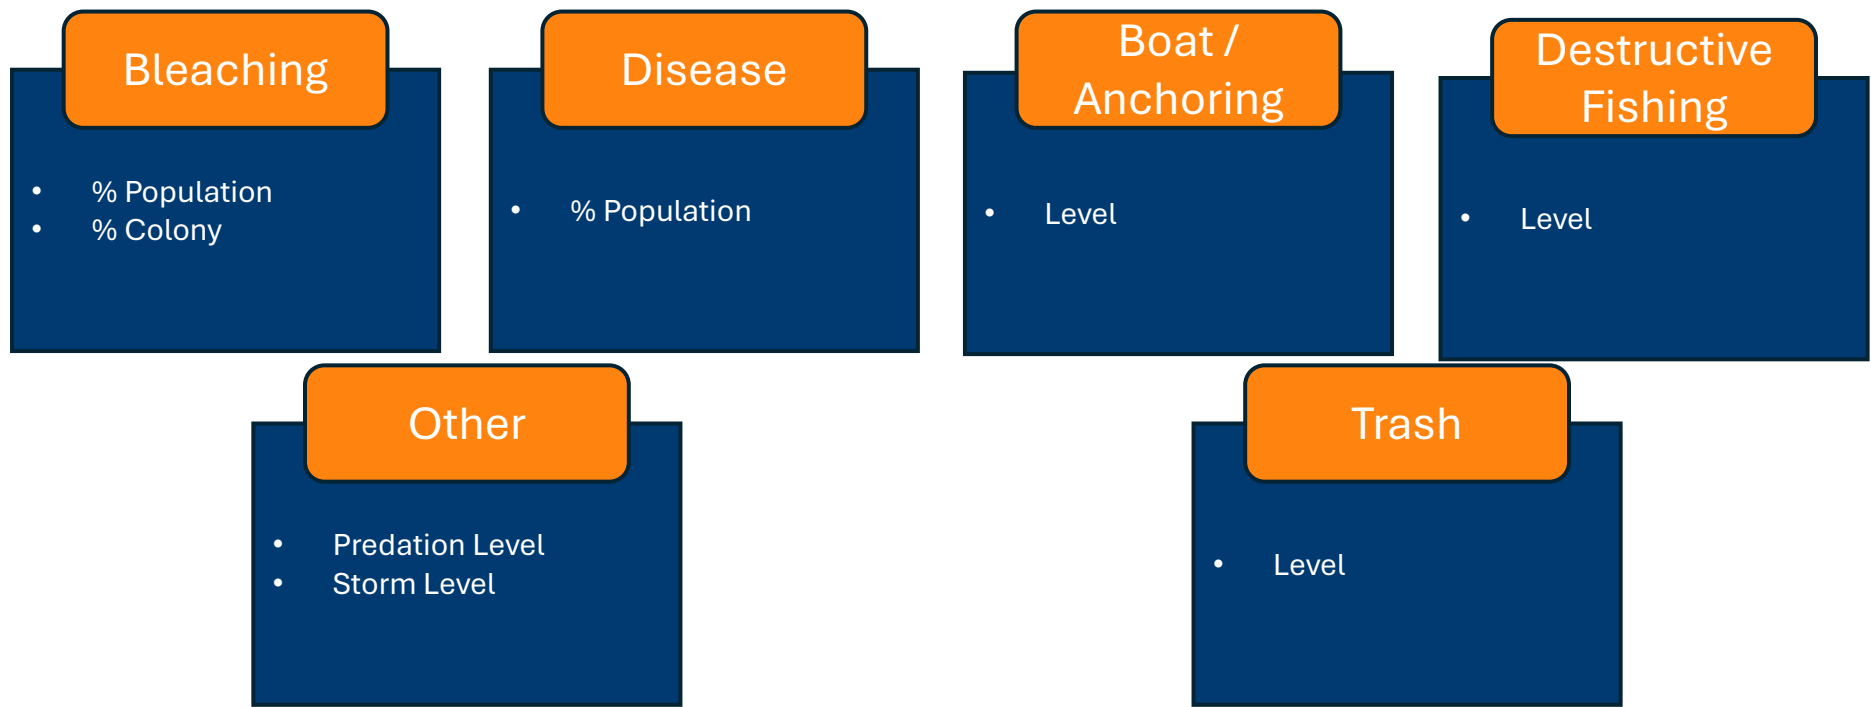 Bleaching
• % Population
• % Colony
Disease
• % Population
Boat /
Anchoring
• Level
Destructive
Fishing
• Level
Other
• Predation Level
• Storm Level
Trash
• Level